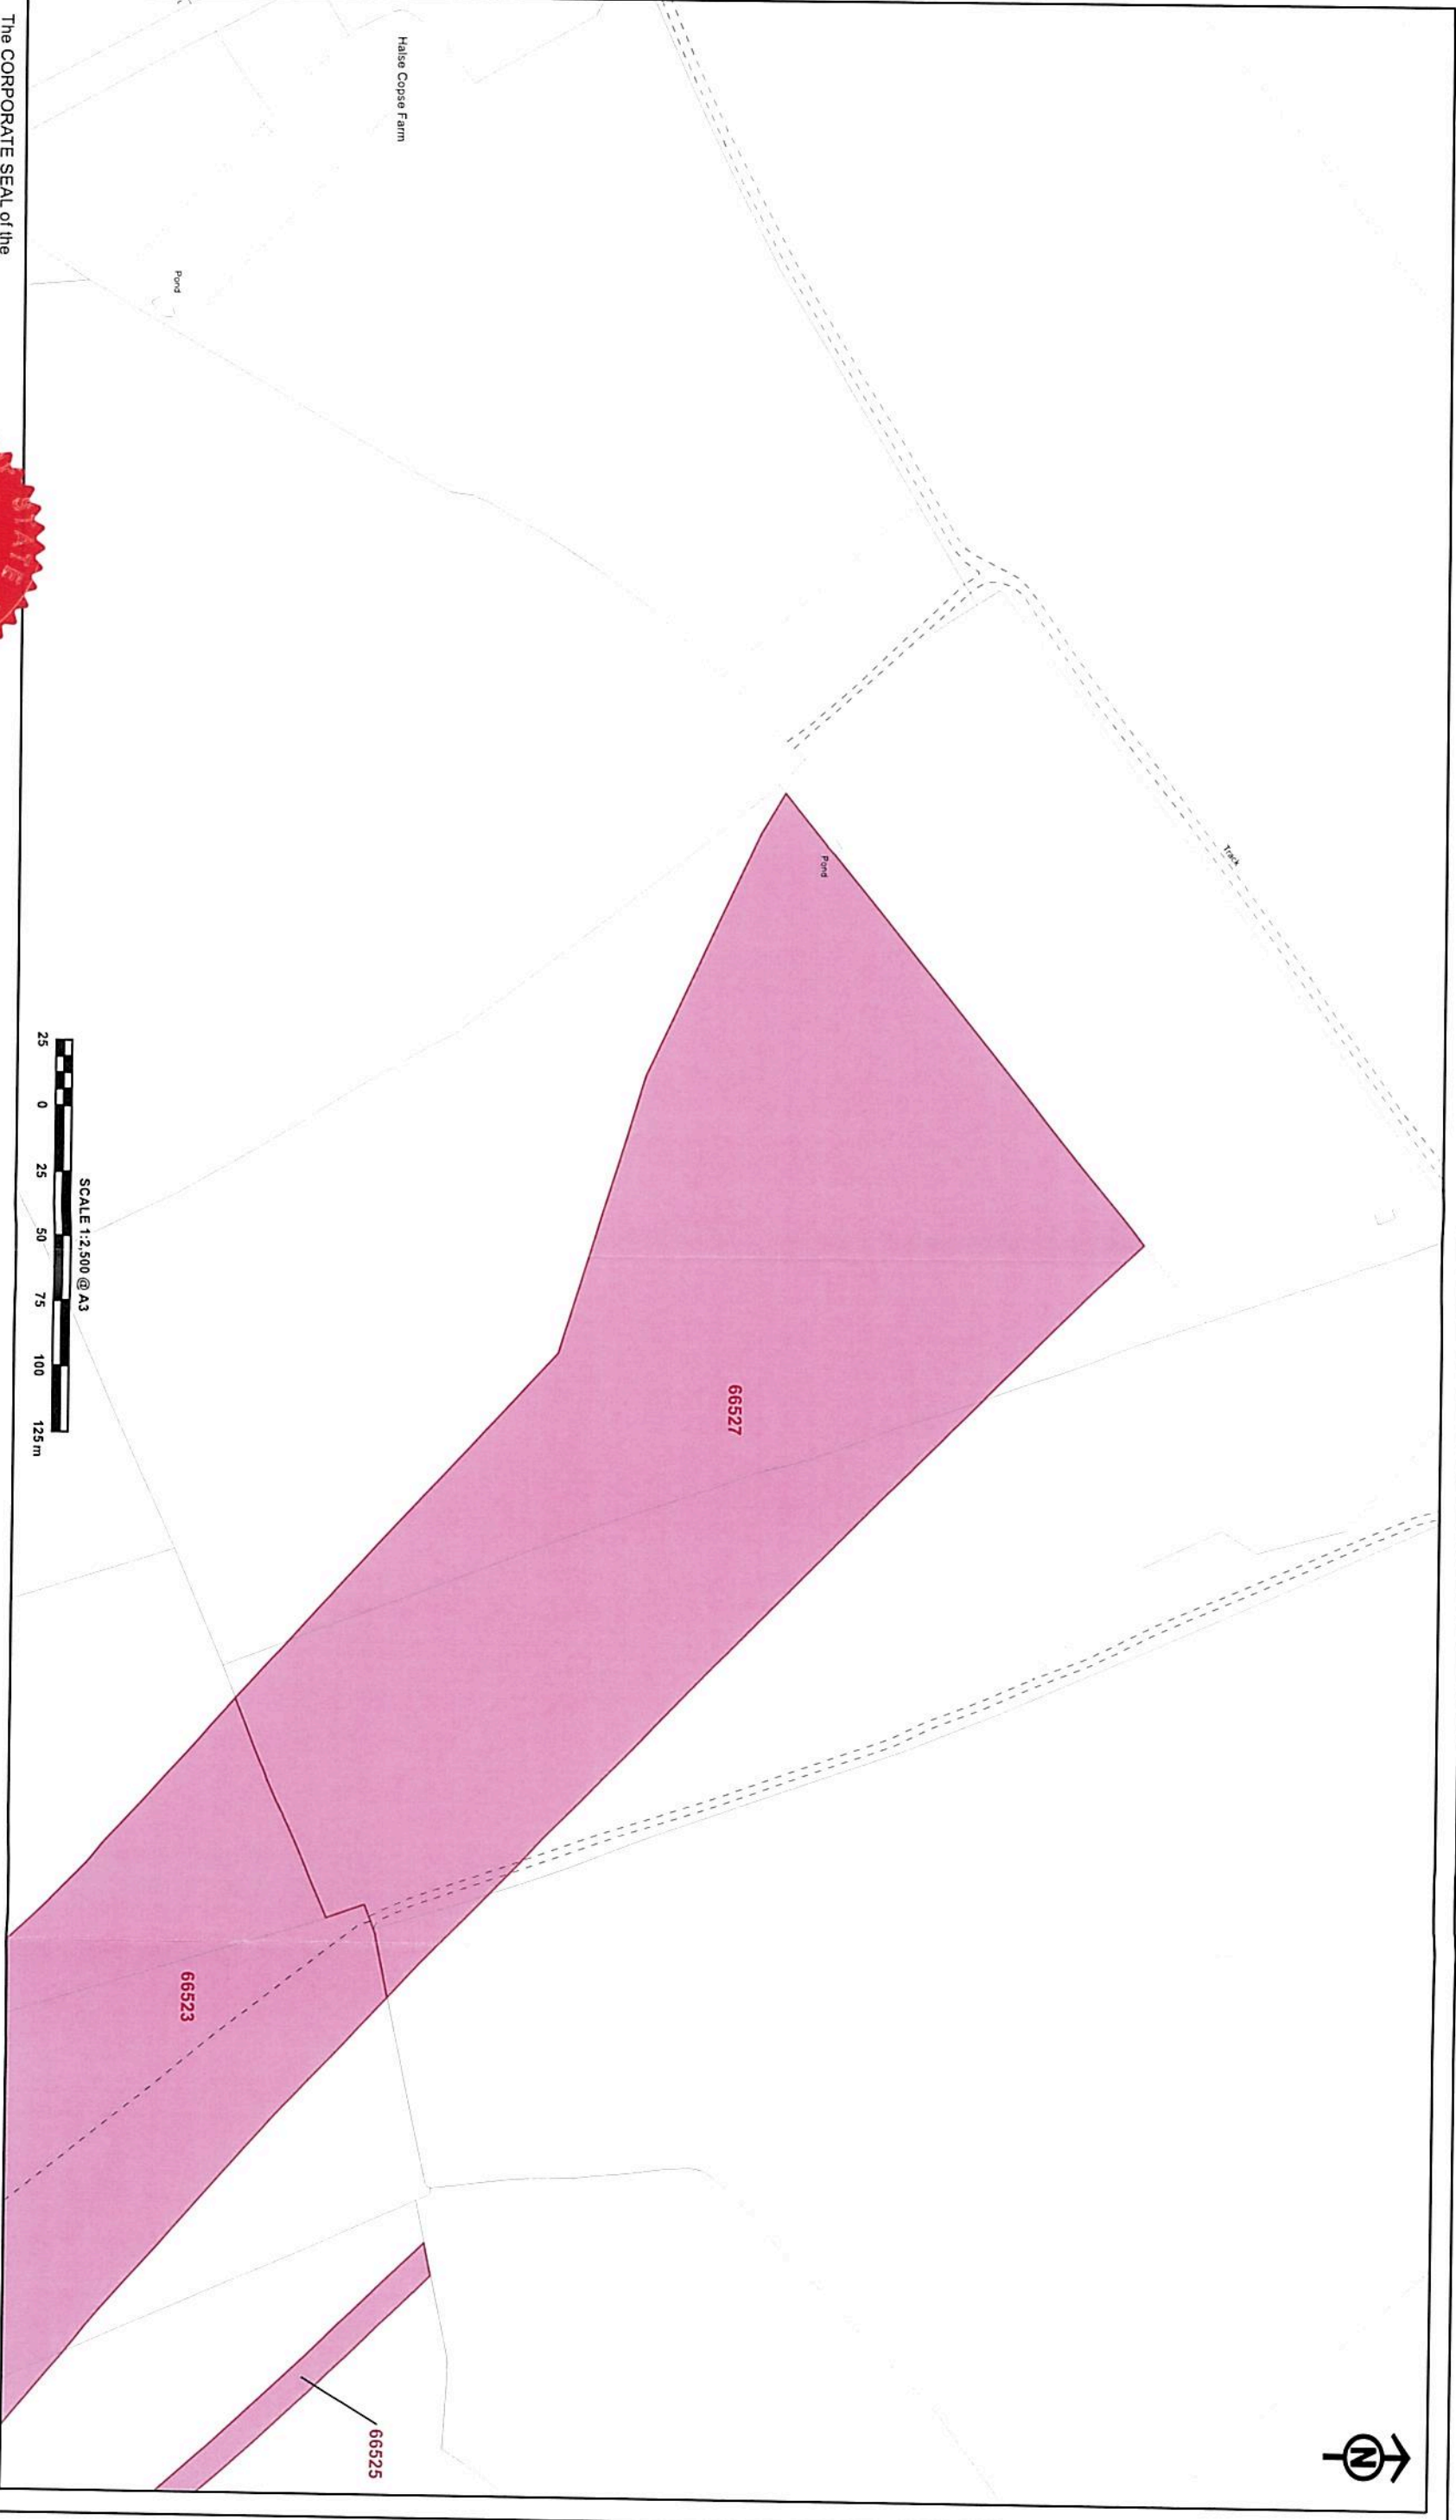 Halse Copse Farm
Pond
Track
Pond
66527
66523
66525
N
SCALE 1:2,500 @ A3
25 0 25 50 75 100 125 m
The CORPORATE SEAL of the
STATE